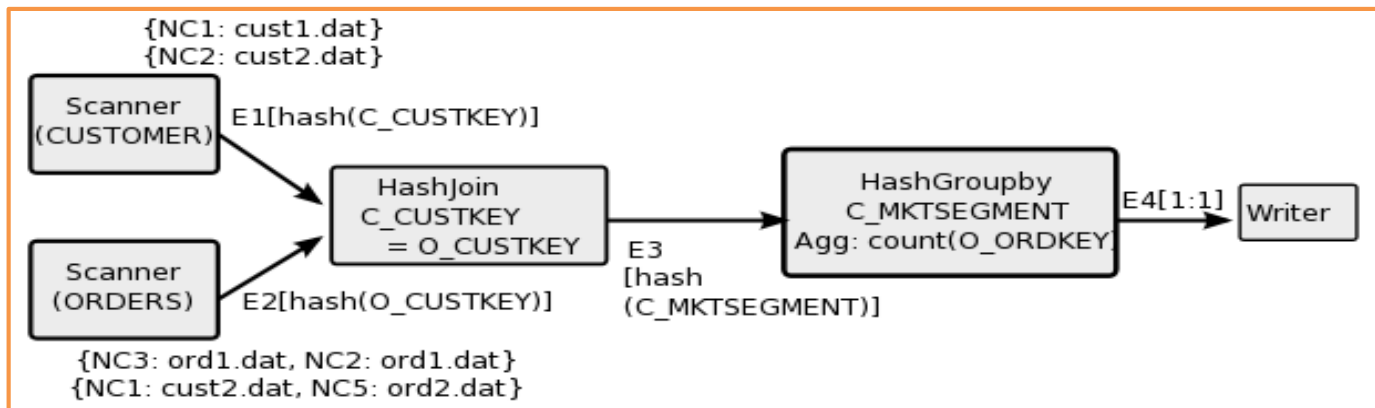 {NC1: cust1.dat}
{NC2: cust2.dat}
Scanner
(CUSTOMER)
E1[hash(C_CUSTKEY)]
HashJoin
C_CUSTKEY
= O_CUSTKEY
Scanner
(ORDERS)
E2[hash(O_CUSTKEY)]
{NC3: ord1.dat, NC2: ord1.dat}
{NC1: cust2.dat, NC5: ord2.dat}
E3
[hash
(C_MKTSEGMENT)]
HashGroupby
C_MKTSEGMENT
Agg: count(O_ORDKEY)
E4[1:1]
Writer